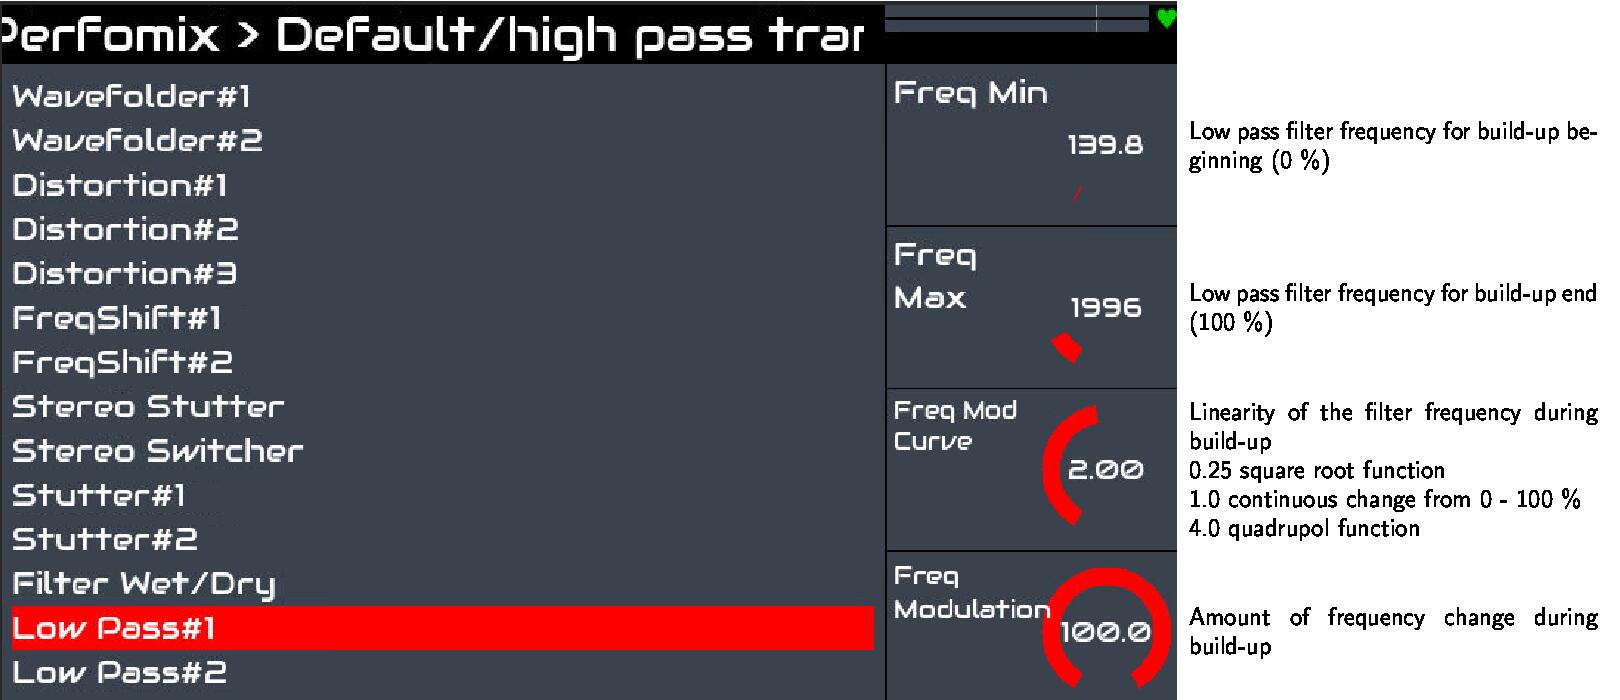 Perfomix > Default/high pass trar
WaveFolder#1
WaveFolder#2
Distortion#1
Distortion#2
Distortion#3
FreqShift#1
FreqShift#2
Stereo Stutter
Stereo Switcher
Stutter#1
Stutter#2
Filter Wet/Dry
Low Pass#1
Low Pass#2
Freq Min
139.8
Low pass filter frequency for build-up be-
ginning (0 %)
Freq
Max
1996
Low pass filter frequency for build-up end
(100 %)
Freq Mod
Curve
2.00
Linearity of the filter frequency during
build-up
0.25 square root function
1.0 continuous change from 0 - 100 %
4.0 quadrupol function
Freq
Modulation
100.0
Amount of frequency change during
build-up